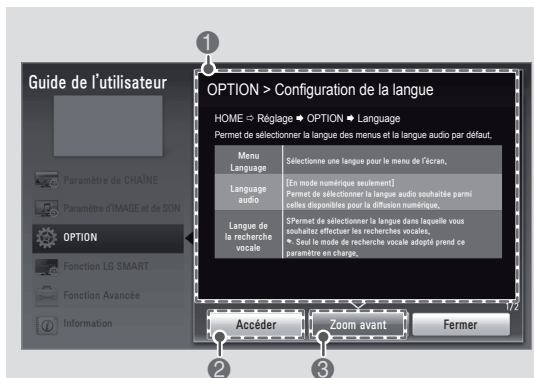 1
Guide de l'utilisateur
Paramètre de CHAÎNE
Paramètre d'IMAGE et de SON
OPTION
Fonction LG SMART
Fonction Avancée
Information
OPTION > Configuration de la langue
HOME ⇨ Réglage ➡ OPTION ➡ Language
Permet de sélectionner la langue des menus et la langue audio par défaut.
Menu
Language
Sélectionne une langue pour le menu de l'écran.
Language
audio
[En mode numérique seulement]
Permet de sélectionner la langue audio souhaitée parmi
celles disponibles pour la diffusion numérique.
Langue de
la recherche
vocale
SPermet de sélectionner la langue dans laquelle vous
souhaitez effectuer les recherches vocales.
Seul le mode de recherche vocale adopté prend ce
paramètre en charge.
1/2
Accéder
Zoom avant
Fermer
2
3